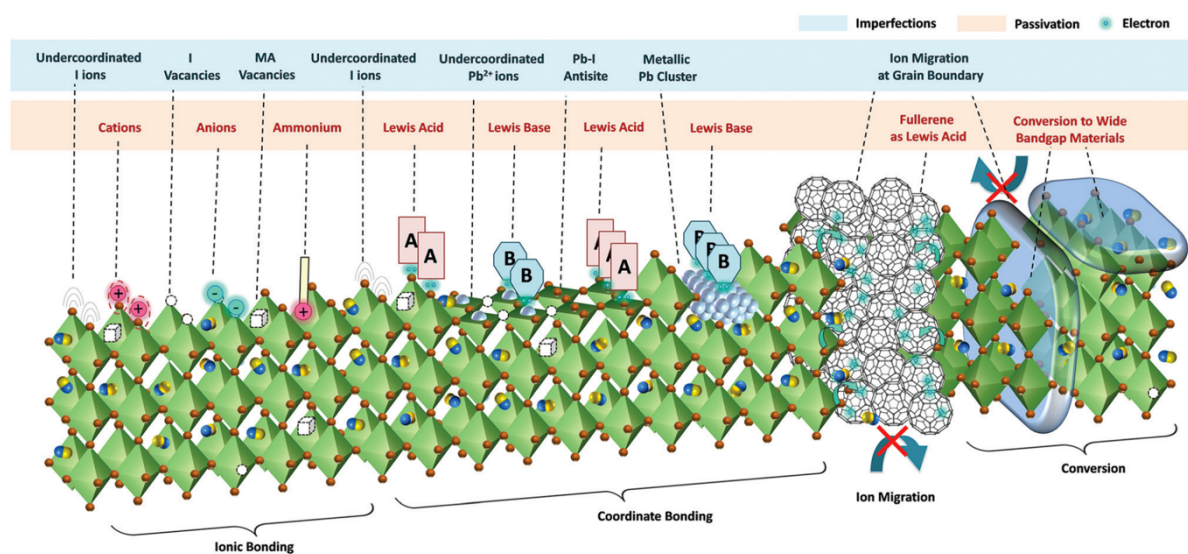 Imperfections Passivation Electron
Undercoordinated I ions
I Vacancies
MA Vacancies
Undercoordinated I ions
Undercoordinated Pb²⁺ ions
Pb-I Antisite
Metallic Pb Cluster
Ion Migration at Grain Boundary
Cations
Anions
Ammonium
Lewis Acid
Lewis Base
Lewis Acid
Lewis Base
Fullerene as Lewis Acid
Conversion to Wide Bandgap Materials
A A
B B
A A A
B B B
+ +
- -
+
Ion Migration
Conversion
Coordinate Bonding
Ionic Bonding